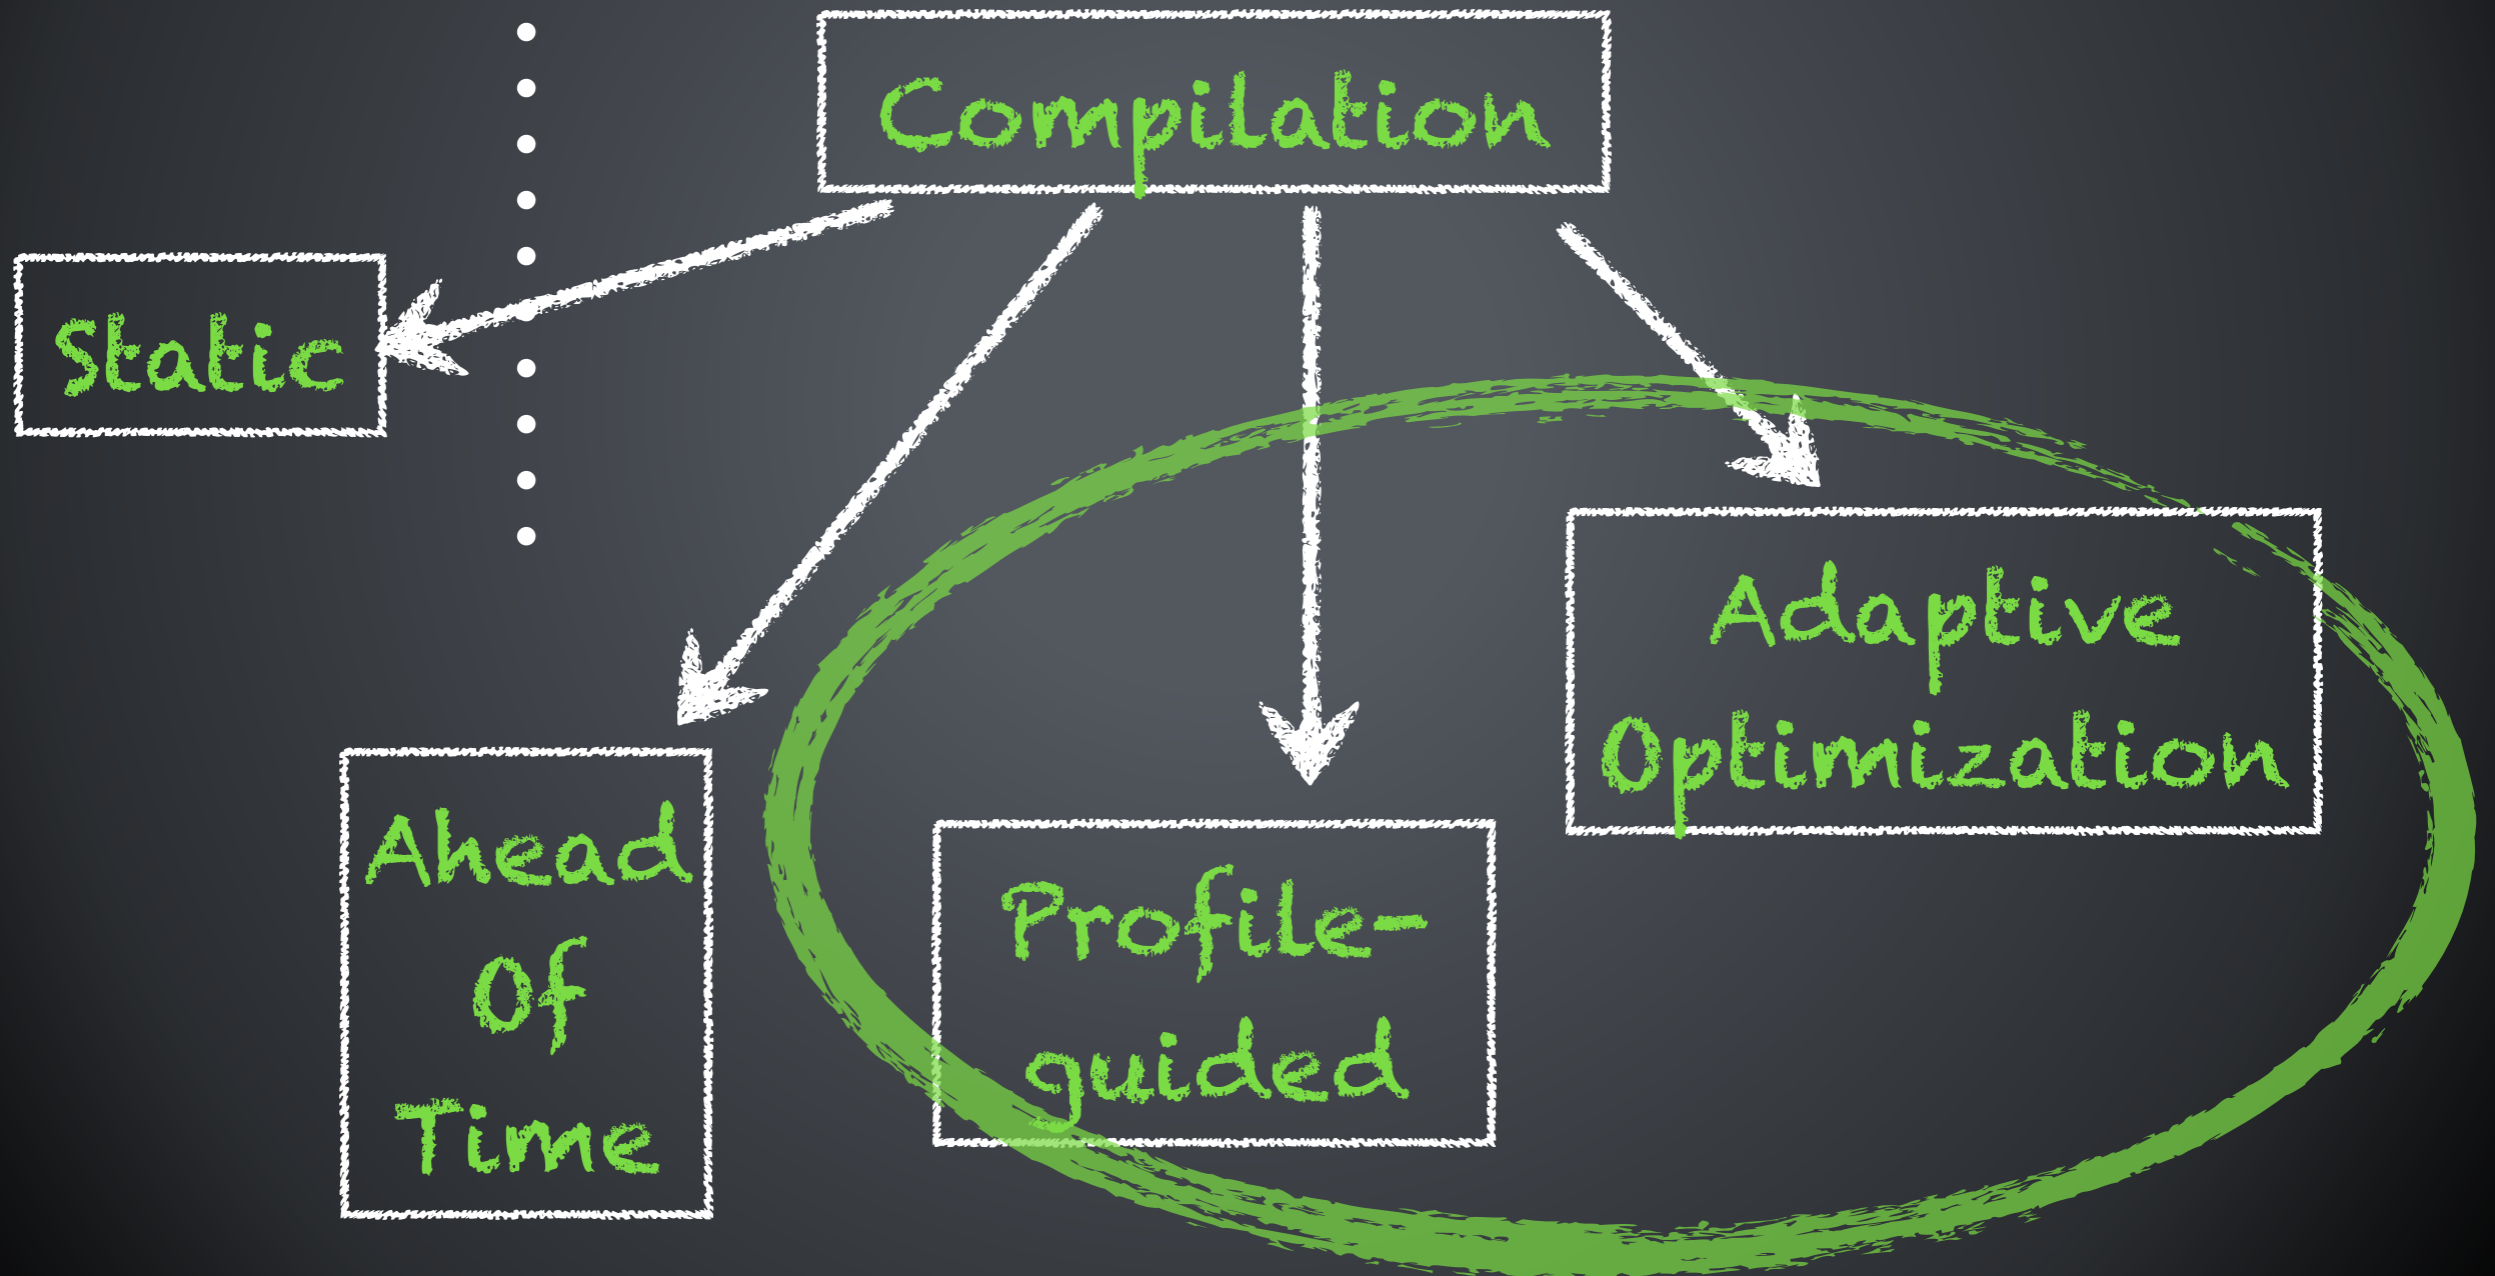 Compilation
Static
Adaptive
Optimization
Ahead
Of
Time
Profile-
guided